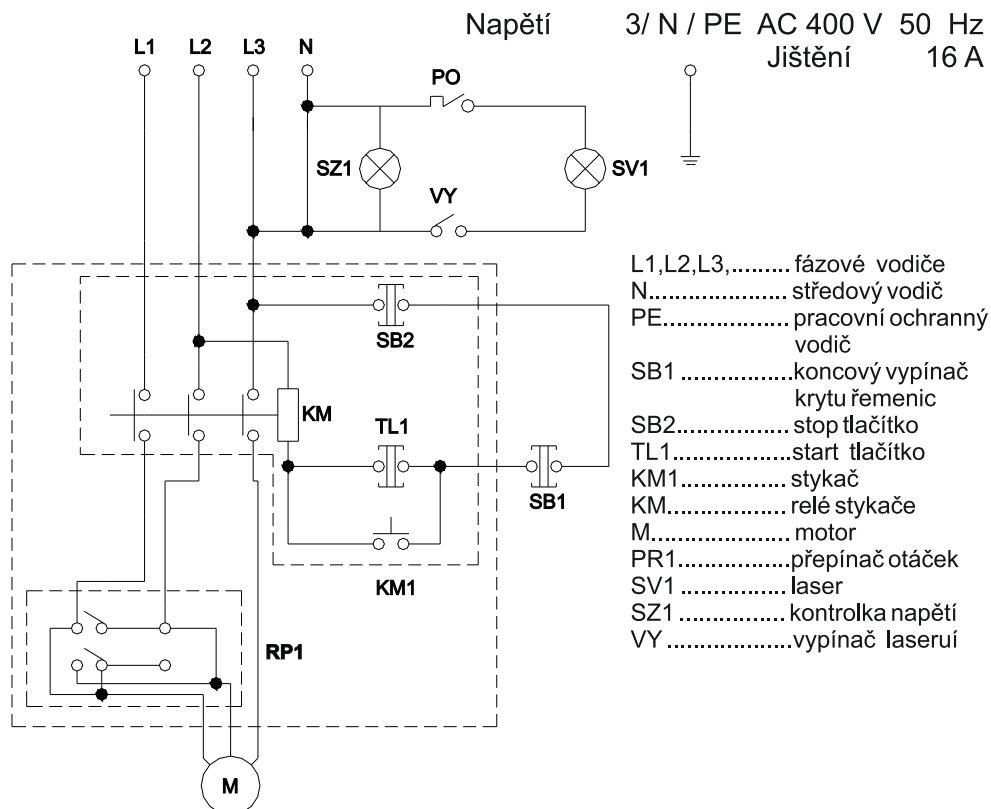 Napětí 3/ N / PE AC 400 V 50 Hz
Jištění 16 A
L1 L2 L3 N
PO
SZ1 SV1
VY
SB2
KM
TL1
SB1
KM1
RP1
M
L1,L2,L3,......... fázové vodiče
N................... středový vodič
PE................. pracovní ochranný
vodič
SB1 ..............koncový vypínač
krytu řemenic
SB2............... stop tlačítko
TL1................start tlačítko
KM1.............. stykač
KM................ relé stykače
M................... motor
PR1...............přepínač otáček
SV1 .............. laser
SZ1 .............. kontrolka napětí
VY ................vypínač laseruí